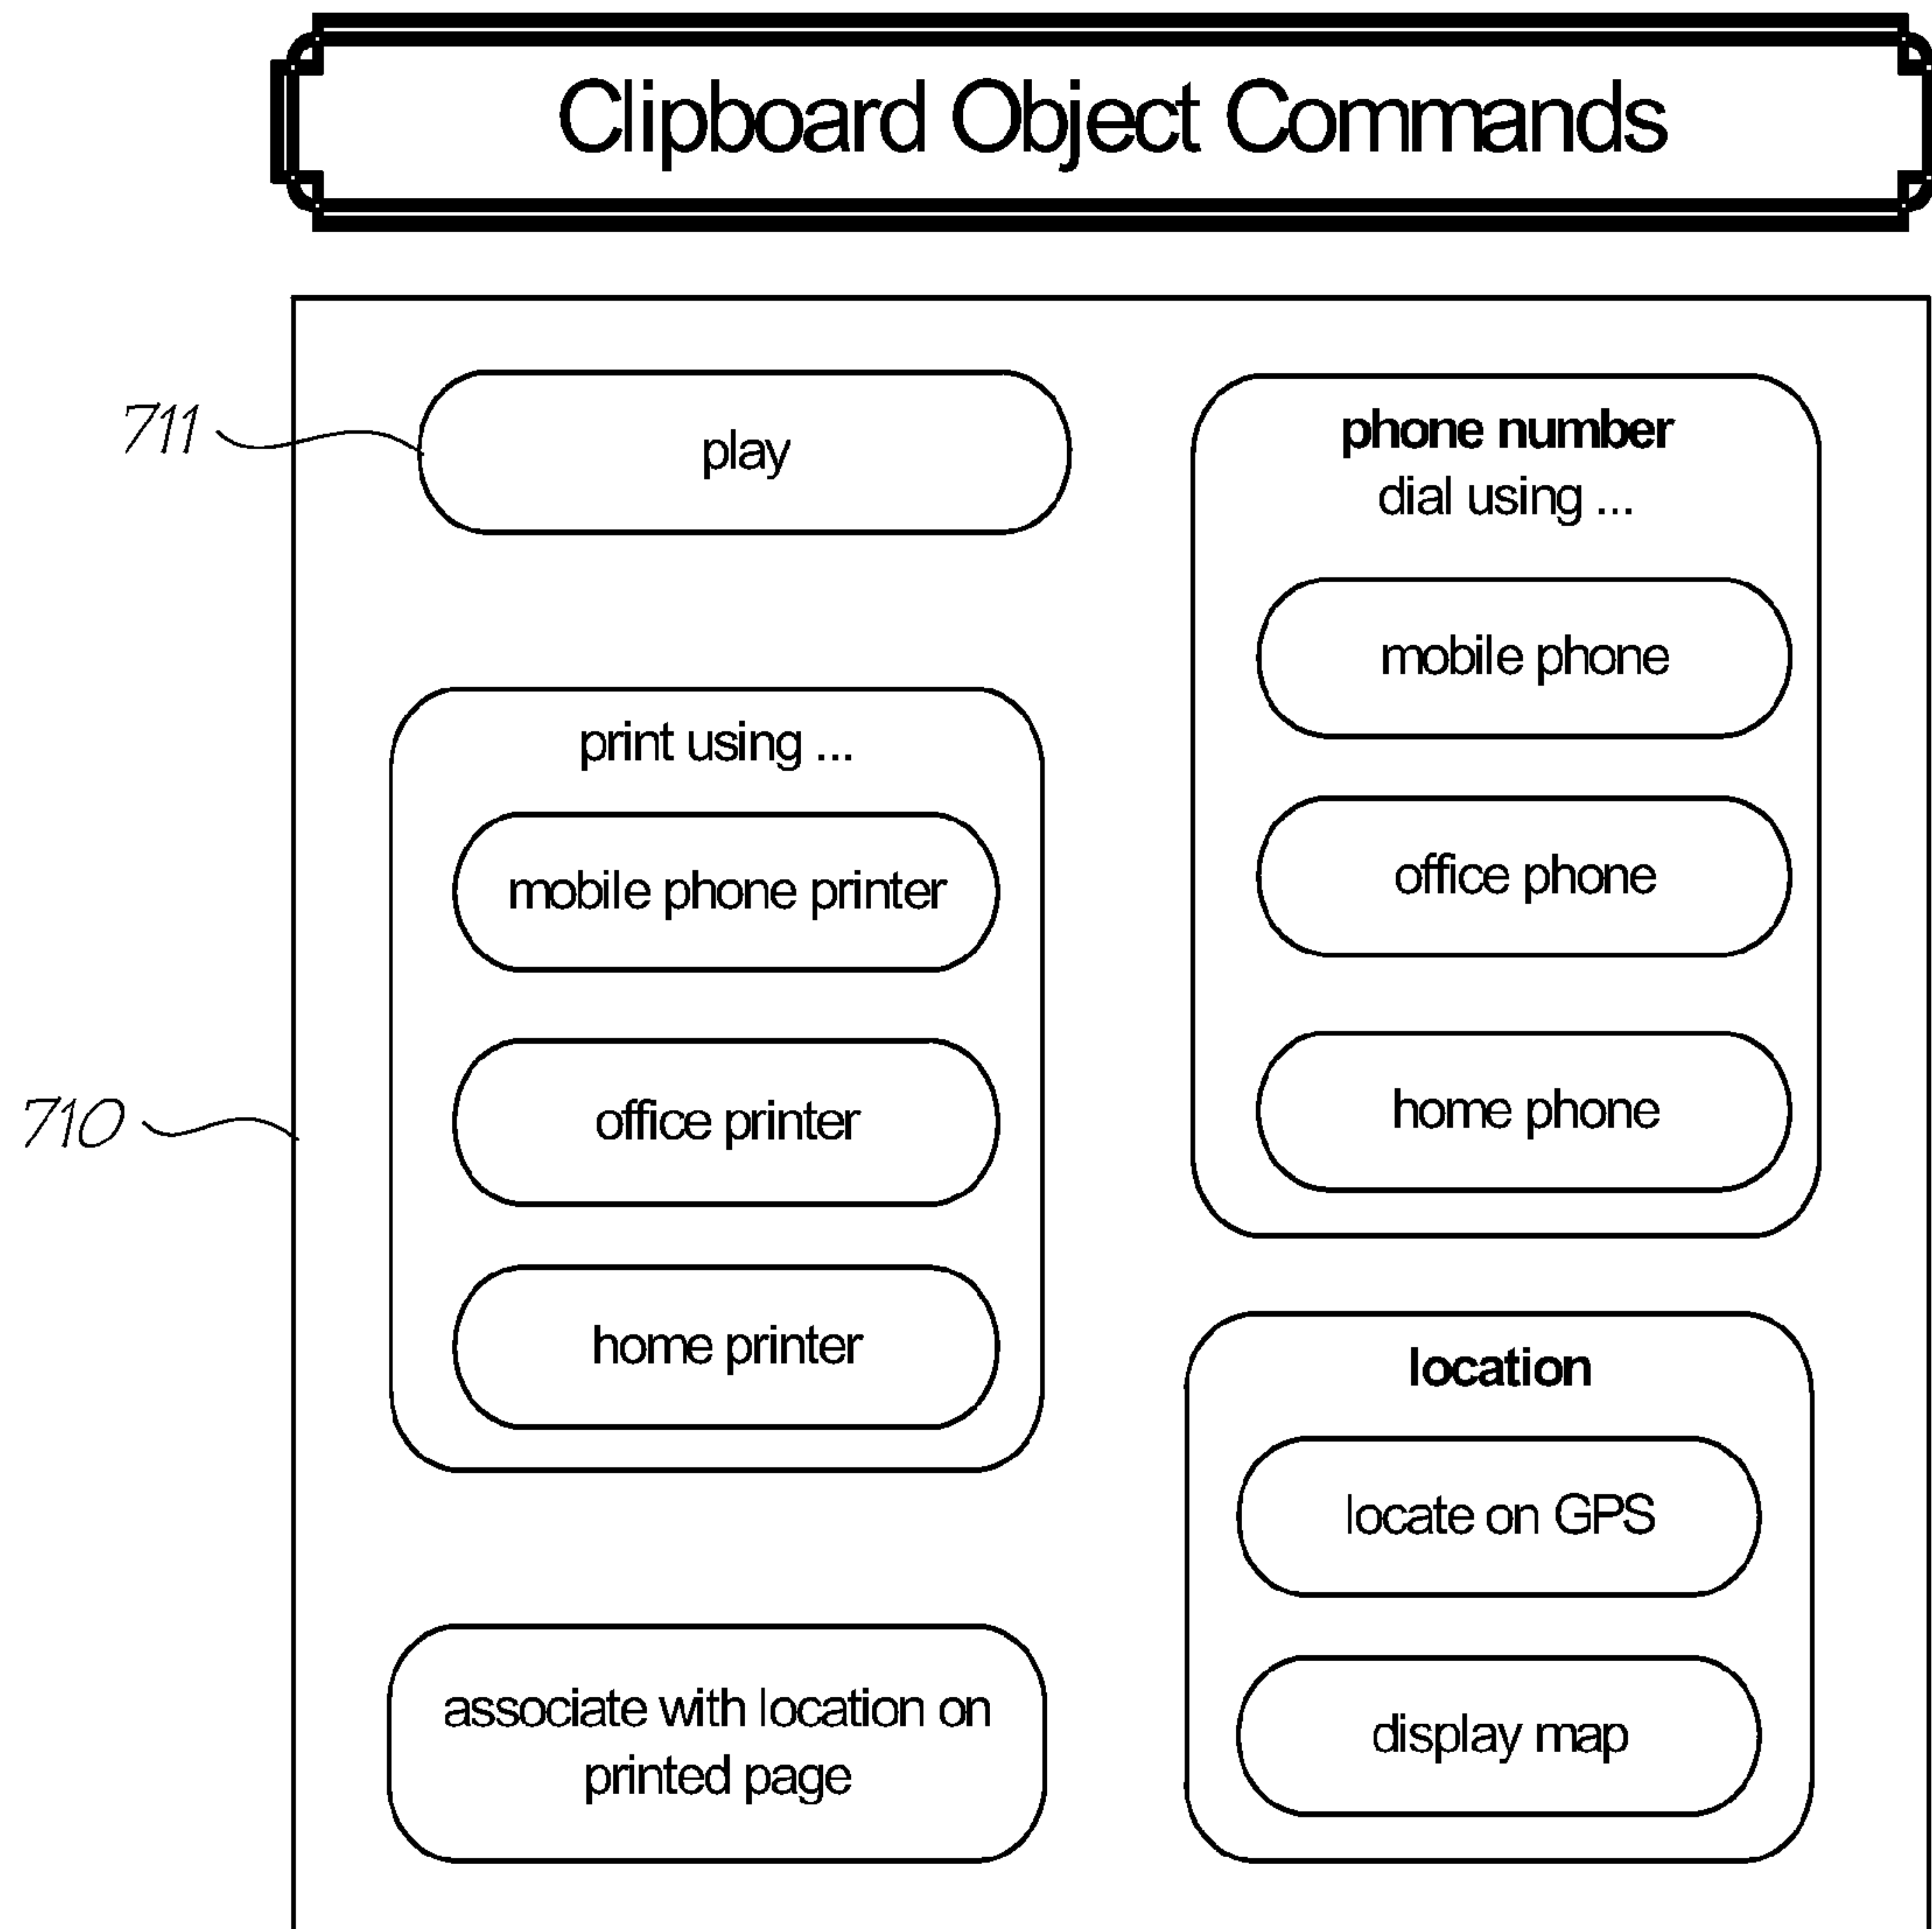 Clipboard Object Commands
711
play
print using ...
mobile phone printer
office printer
home printer
710
associate with location on
printed page
phone number
dial using ...
mobile phone
office phone
home phone
location
locate on GPS
display map